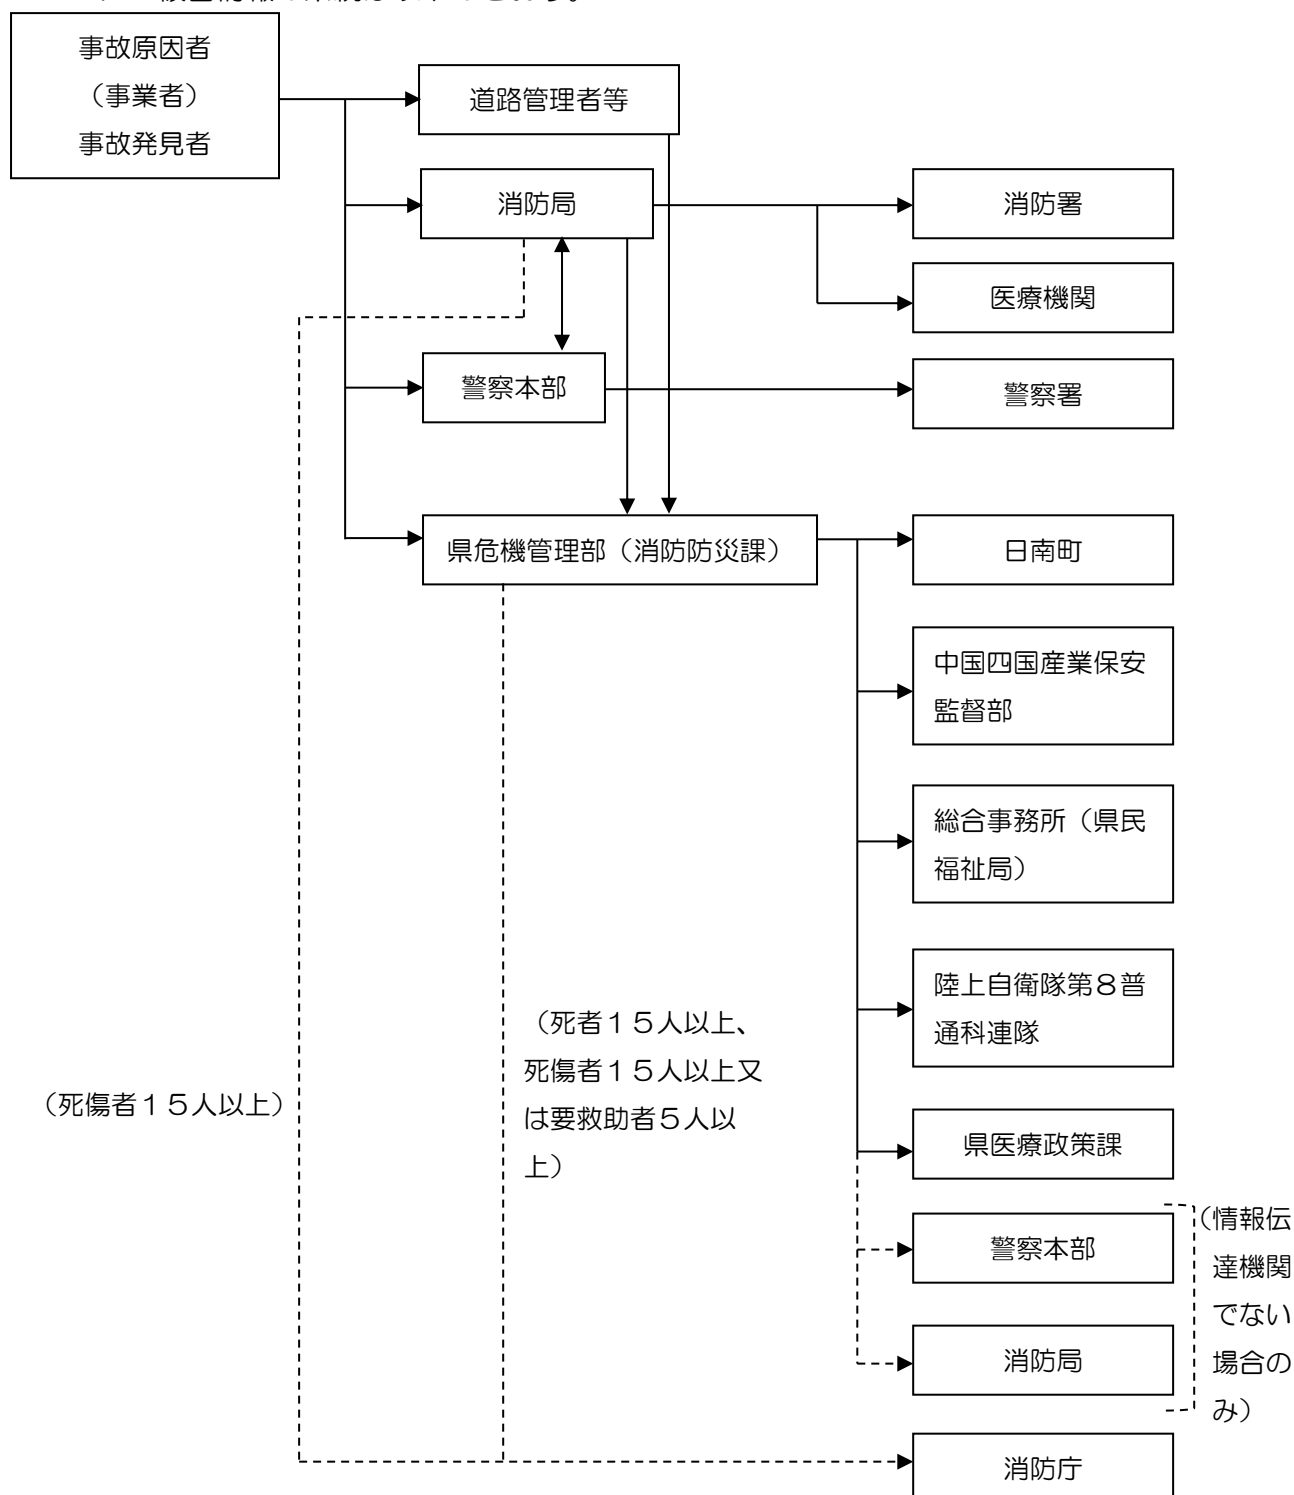 事故原因者
（事業者）
事故発見者
道路管理者等
消防局
消防署
医療機関
警察本部
警察署
県危機管理部（消防防災課）
日南町
中国四国産業保安
監督部
総合事務所（県民
福祉局）
陸上自衛隊第８普
通科連隊
（死者１５人以上、
死傷者１５人以上又
は要救助者５人以
上）
（死傷者１５人以上）
県医療政策課
警察本部
消防局
（情報伝
達機関
でない
場合の
み）
消防庁